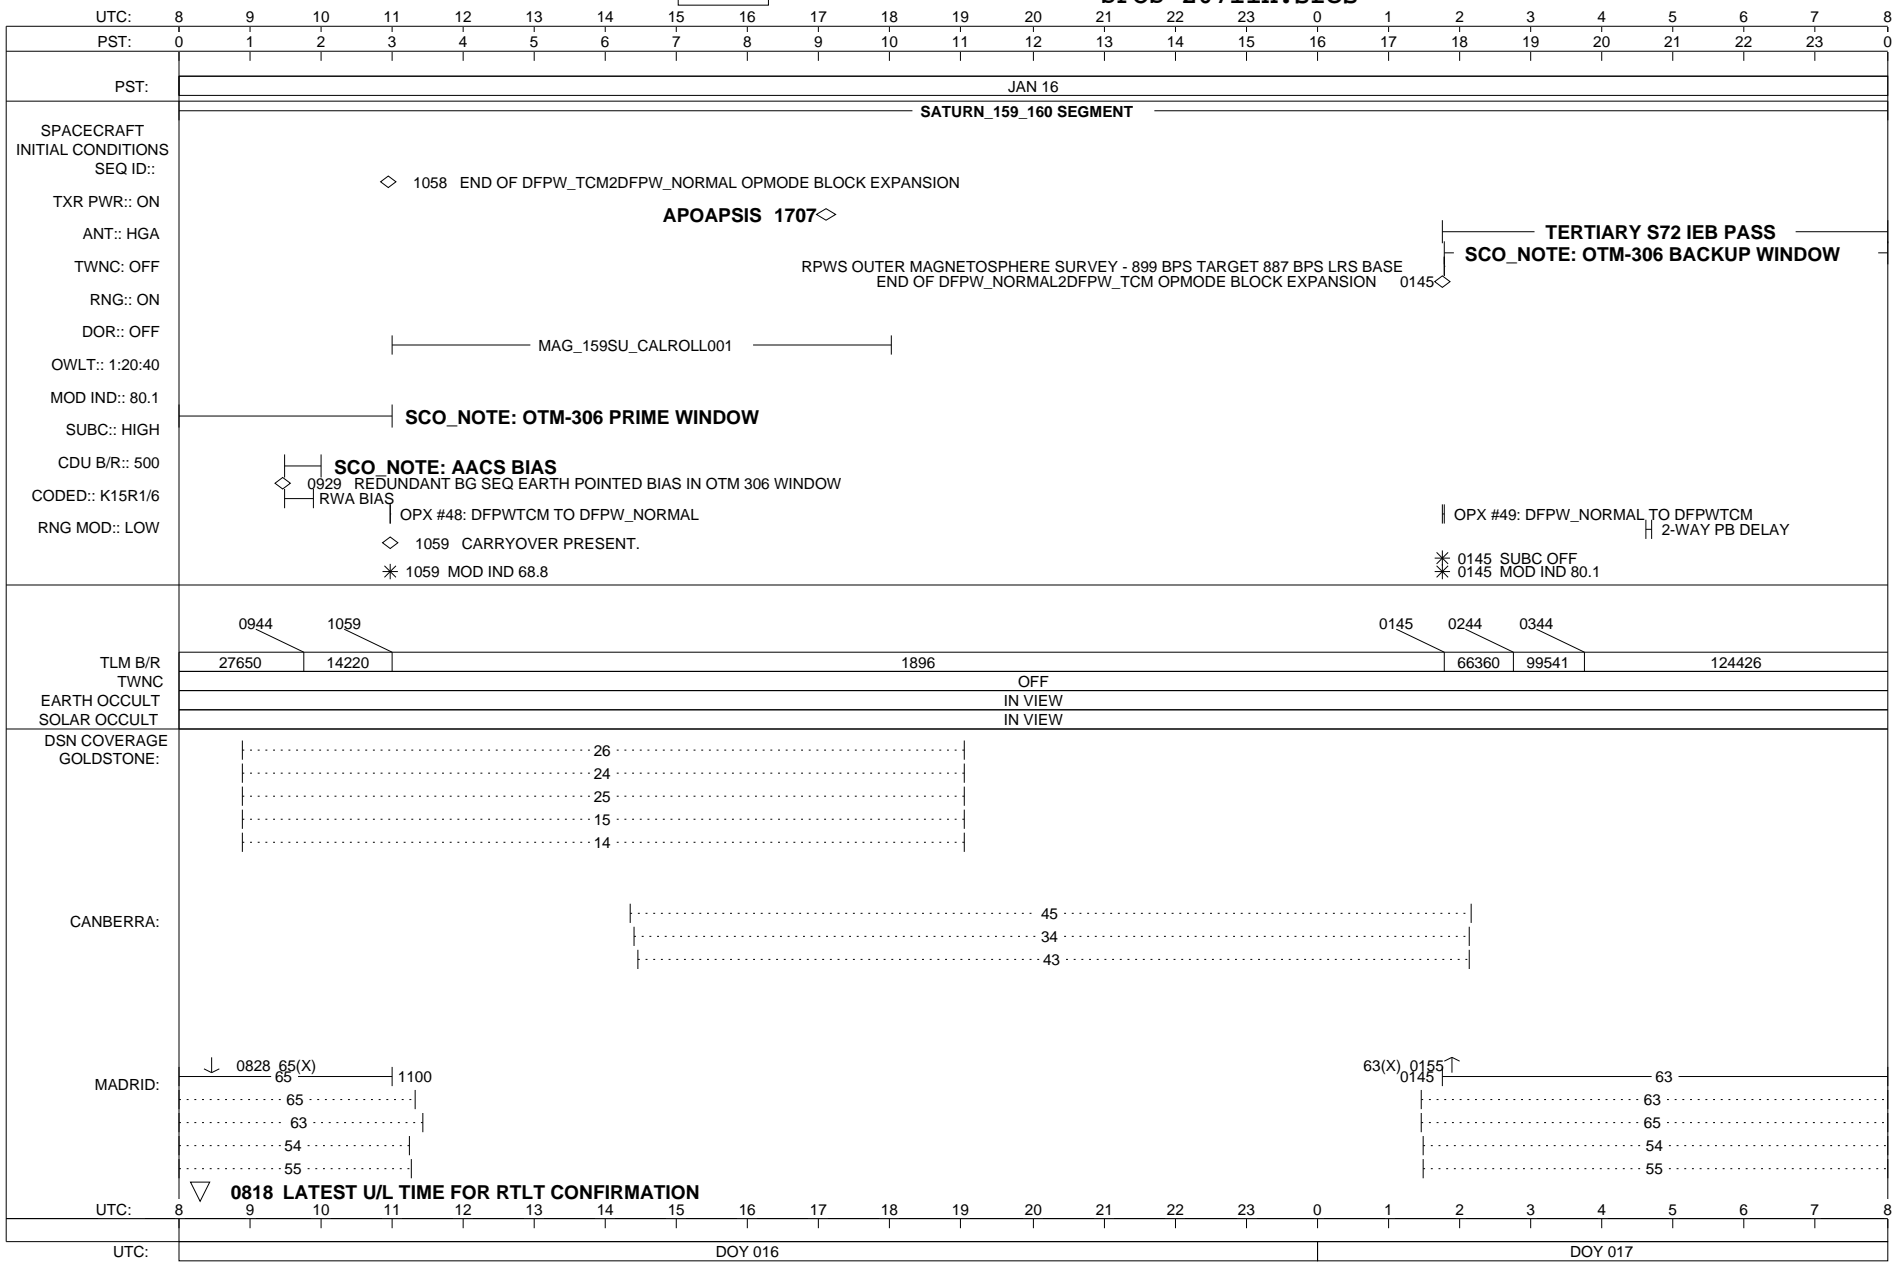 UTC: 8 9 10 11 12 13 14 15 16 17 18 19 20 21 22 23 0 1 2 3 4 5 6 7 8
PST: 0 1 2 3 4 5 6 7 8 9 10 11 12 13 14 15 16 17 18 19 20 21 22 23 0
PST: JAN 16
SATURN_159_160 SEGMENT
SPACECRAFT
INITIAL CONDITIONS
SEQ ID::
1058 END OF DFPW_TCM2DFPW_NORMAL OPMODE BLOCK EXPANSION
TXR PWR:: ON
APOAPSIS 1707
ANT:: HGA
TERTIARY S72 IEB PASS
SCO_NOTE: OTM-306 BACKUP WINDOW
TWNC: OFF
RPWS OUTER MAGNETOSPHERE SURVEY - 899 BPS TARGET 887 BPS LRS BASE
END OF DFPW_NORMAL2DFPW_TCM OPMODE BLOCK EXPANSION 0145
RNG:: ON
DOR:: OFF
MAG_159SU_CALROLL001
OWLT:: 1:20:40
MOD IND:: 80.1
SCO_NOTE: OTM-306 PRIME WINDOW
SUBC:: HIGH
CDU B/R:: 500
SCO_NOTE: AACS BIAS
0929 REDUNDANT BG SEQ EARTH POINTED BIAS IN OTM 306 WINDOW
CODED:: K15R1/6
RWA BIAS
OPX #48: DFPWTCM TO DFPW_NORMAL
OPX #49: DFPW_NORMAL TO DFPWTCM
RNG MOD:: LOW
2-WAY PB DELAY
1059 CARRYOVER PRESENT.
0145 SUBC OFF
1059 MOD IND 68.8
0145 MOD IND 80.1
0944 1059 0145 0244 0344
TLM B/R 27650 14220 1896 66360 99541 124426
TWNC OFF
EARTH OCCULT IN VIEW
SOLAR OCCULT IN VIEW
DSN COVERAGE
GOLDSTONE:
26
24
25
15
14
CANBERRA:
45
34
43
0828 65(X) 63(X) 0155
MADRID: 65 1100 0145 63
65 63
63 65
54 54
55 55
0818 LATEST U/L TIME FOR RTLT CONFIRMATION
UTC: 8 9 10 11 12 13 14 15 16 17 18 19 20 21 22 23 0 1 2 3 4 5 6 7 8
UTC: DOY 016 DOY 017